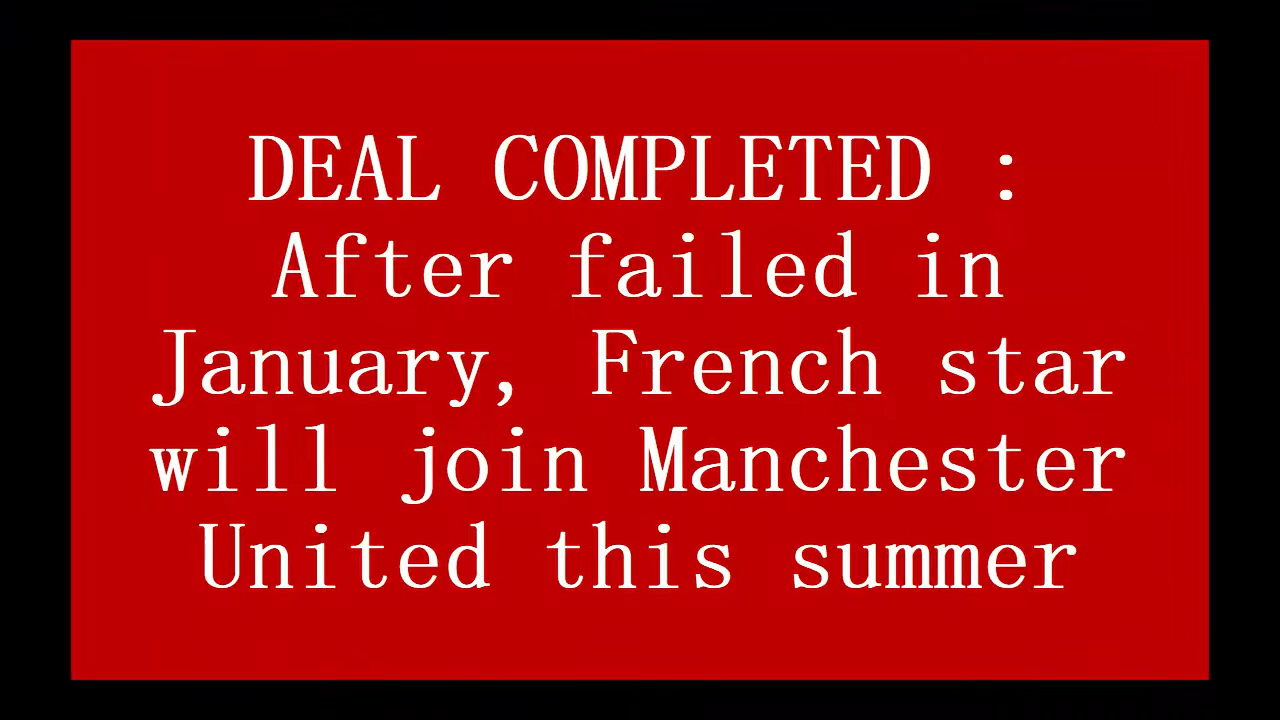 DEAL COMPLETED :
After failed in
January, French star
will join Manchester
United this summer